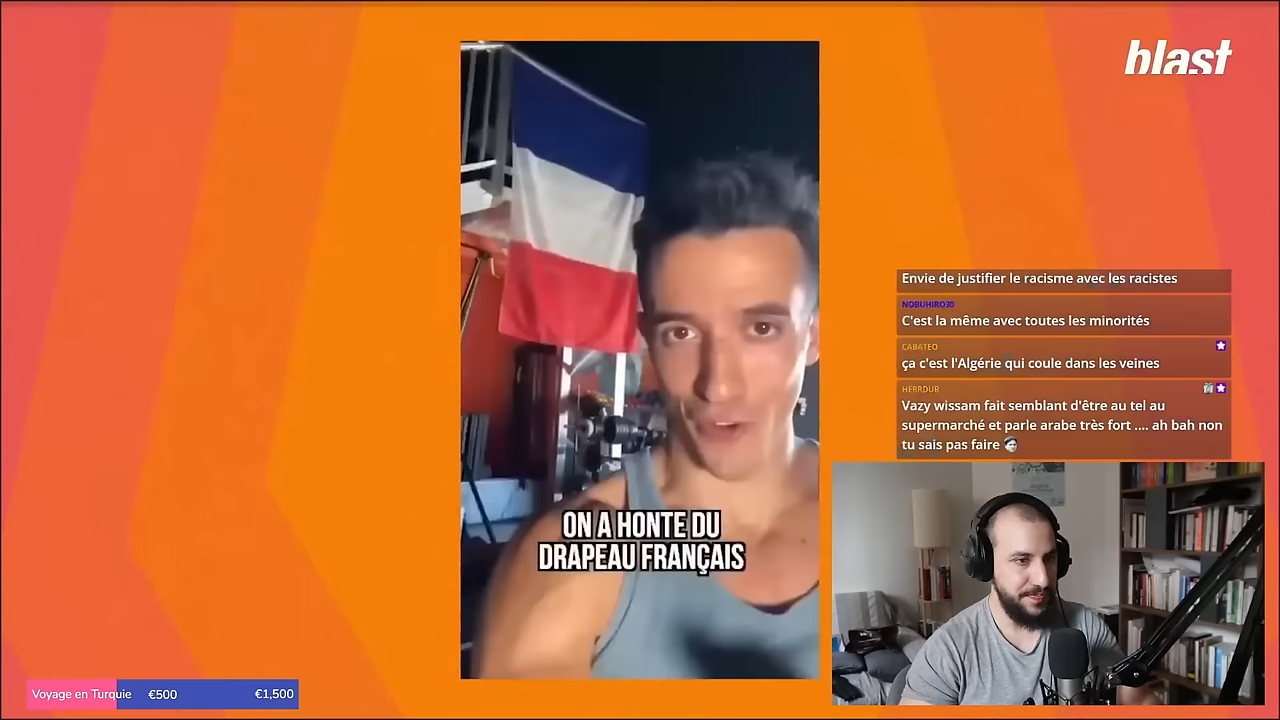 blast
Envie de justifier le racisme avec les racistes
NOBUHIRO30
C'est la même avec toutes les minorités
CABATEO
ça c'est l'Algérie qui coule dans les veines
HERRDUB
Vazy wissam fait semblant d'être au tel au
supermarché et parle arabe très fort .... ah bah non
tu sais pas faire
ON A HONTE DU
DRAPEAU FRANÇAIS
Voyage en Turquie €500 €1,500